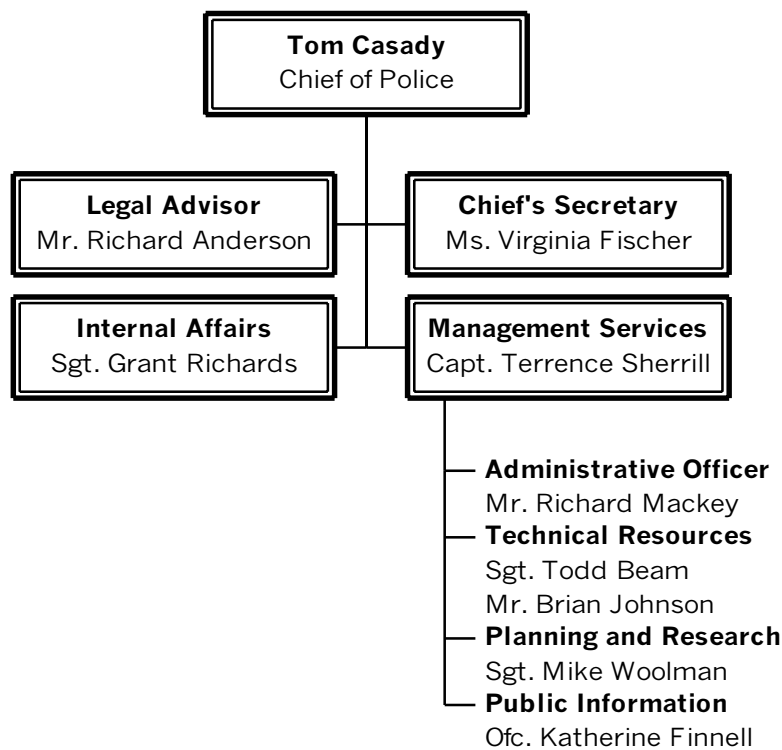 Tom Casady
Chief of Police
Legal Advisor
Mr. Richard Anderson
Chief's Secretary
Ms. Virginia Fischer
Internal Affairs
Sgt. Grant Richards
Management Services
Capt. Terrence Sherrill
Administrative Officer
Mr. Richard Mackey
Technical Resources
Sgt. Todd Beam
Mr. Brian Johnson
Planning and Research
Sgt. Mike Woolman
Public Information
Ofc. Katherine Finnell